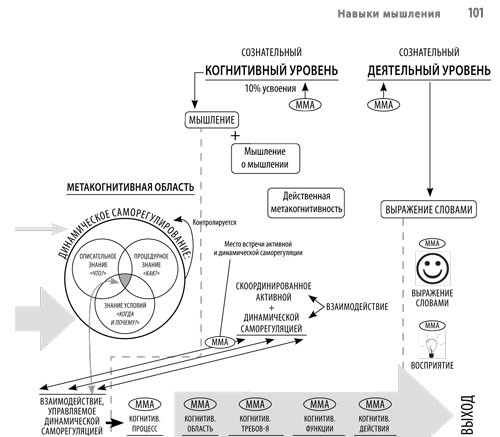 Навыки мышления 101
СОЗНАТЕЛЬНЫЙ
КОГНИТИВНЫЙ УРОВЕНЬ
10% усвоения
ММА
СОЗНАТЕЛЬНЫЙ
ДЕЯТЕЛЬНЫЙ УРОВЕНЬ
ММА
МЫШЛЕНИЕ
+
Мышление
о мышлении
Действенная
метакогнитивность
ВЫРАЖЕНИЕ СЛОВАМИ
МЕТАКОГНИТИВНАЯ ОБЛАСТЬ
ДИНАМИЧЕСКОЕ САМОРЕГУЛИРОВАНИЕ:
Контролируется
ОПИСАТЕЛЬНОЕ
ЗНАНИЕ
«ЧТО?»
ПРОЦЕДУРНОЕ
ЗНАНИЕ
«КАК?»
ЗНАНИЕ УСЛОВИЙ
«КОГДА
И ПОЧЕМУ?»
Место встречи активной
и динамической саморегуляции
СКООРДИНИРОВАННОЕ
АКТИВНОЙ
+
ДИНАМИЧЕСКОЙ
САМОРЕГУЛЯЦИЕЙ
ВЗАИМОДЕЙСТВИЕ
ММА
ММА
ВЫРАЖЕНИЕ
СЛОВАМИ
ММА
ВОСПРИЯТИЕ
ВЗАИМОДЕЙСТВИЕ,
УПРАВЛЯЕМОЕ
ДИНАМИЧЕСКОЙ
САМОРЕГУЛЯЦИЕЙ
ММА
КОГНИТИВ.
ПРОЦЕСС
ММА
КОГНИТИВ.
ОБЛАСТЬ
ММА
КОГНИТИВ.
ТРЕБОВ-Я
ММА
КОГНИТИВ.
ФУНКЦИИ
ММА
КОГНИТИВ.
ДЕЙСТВИЯ
ВЫХОД